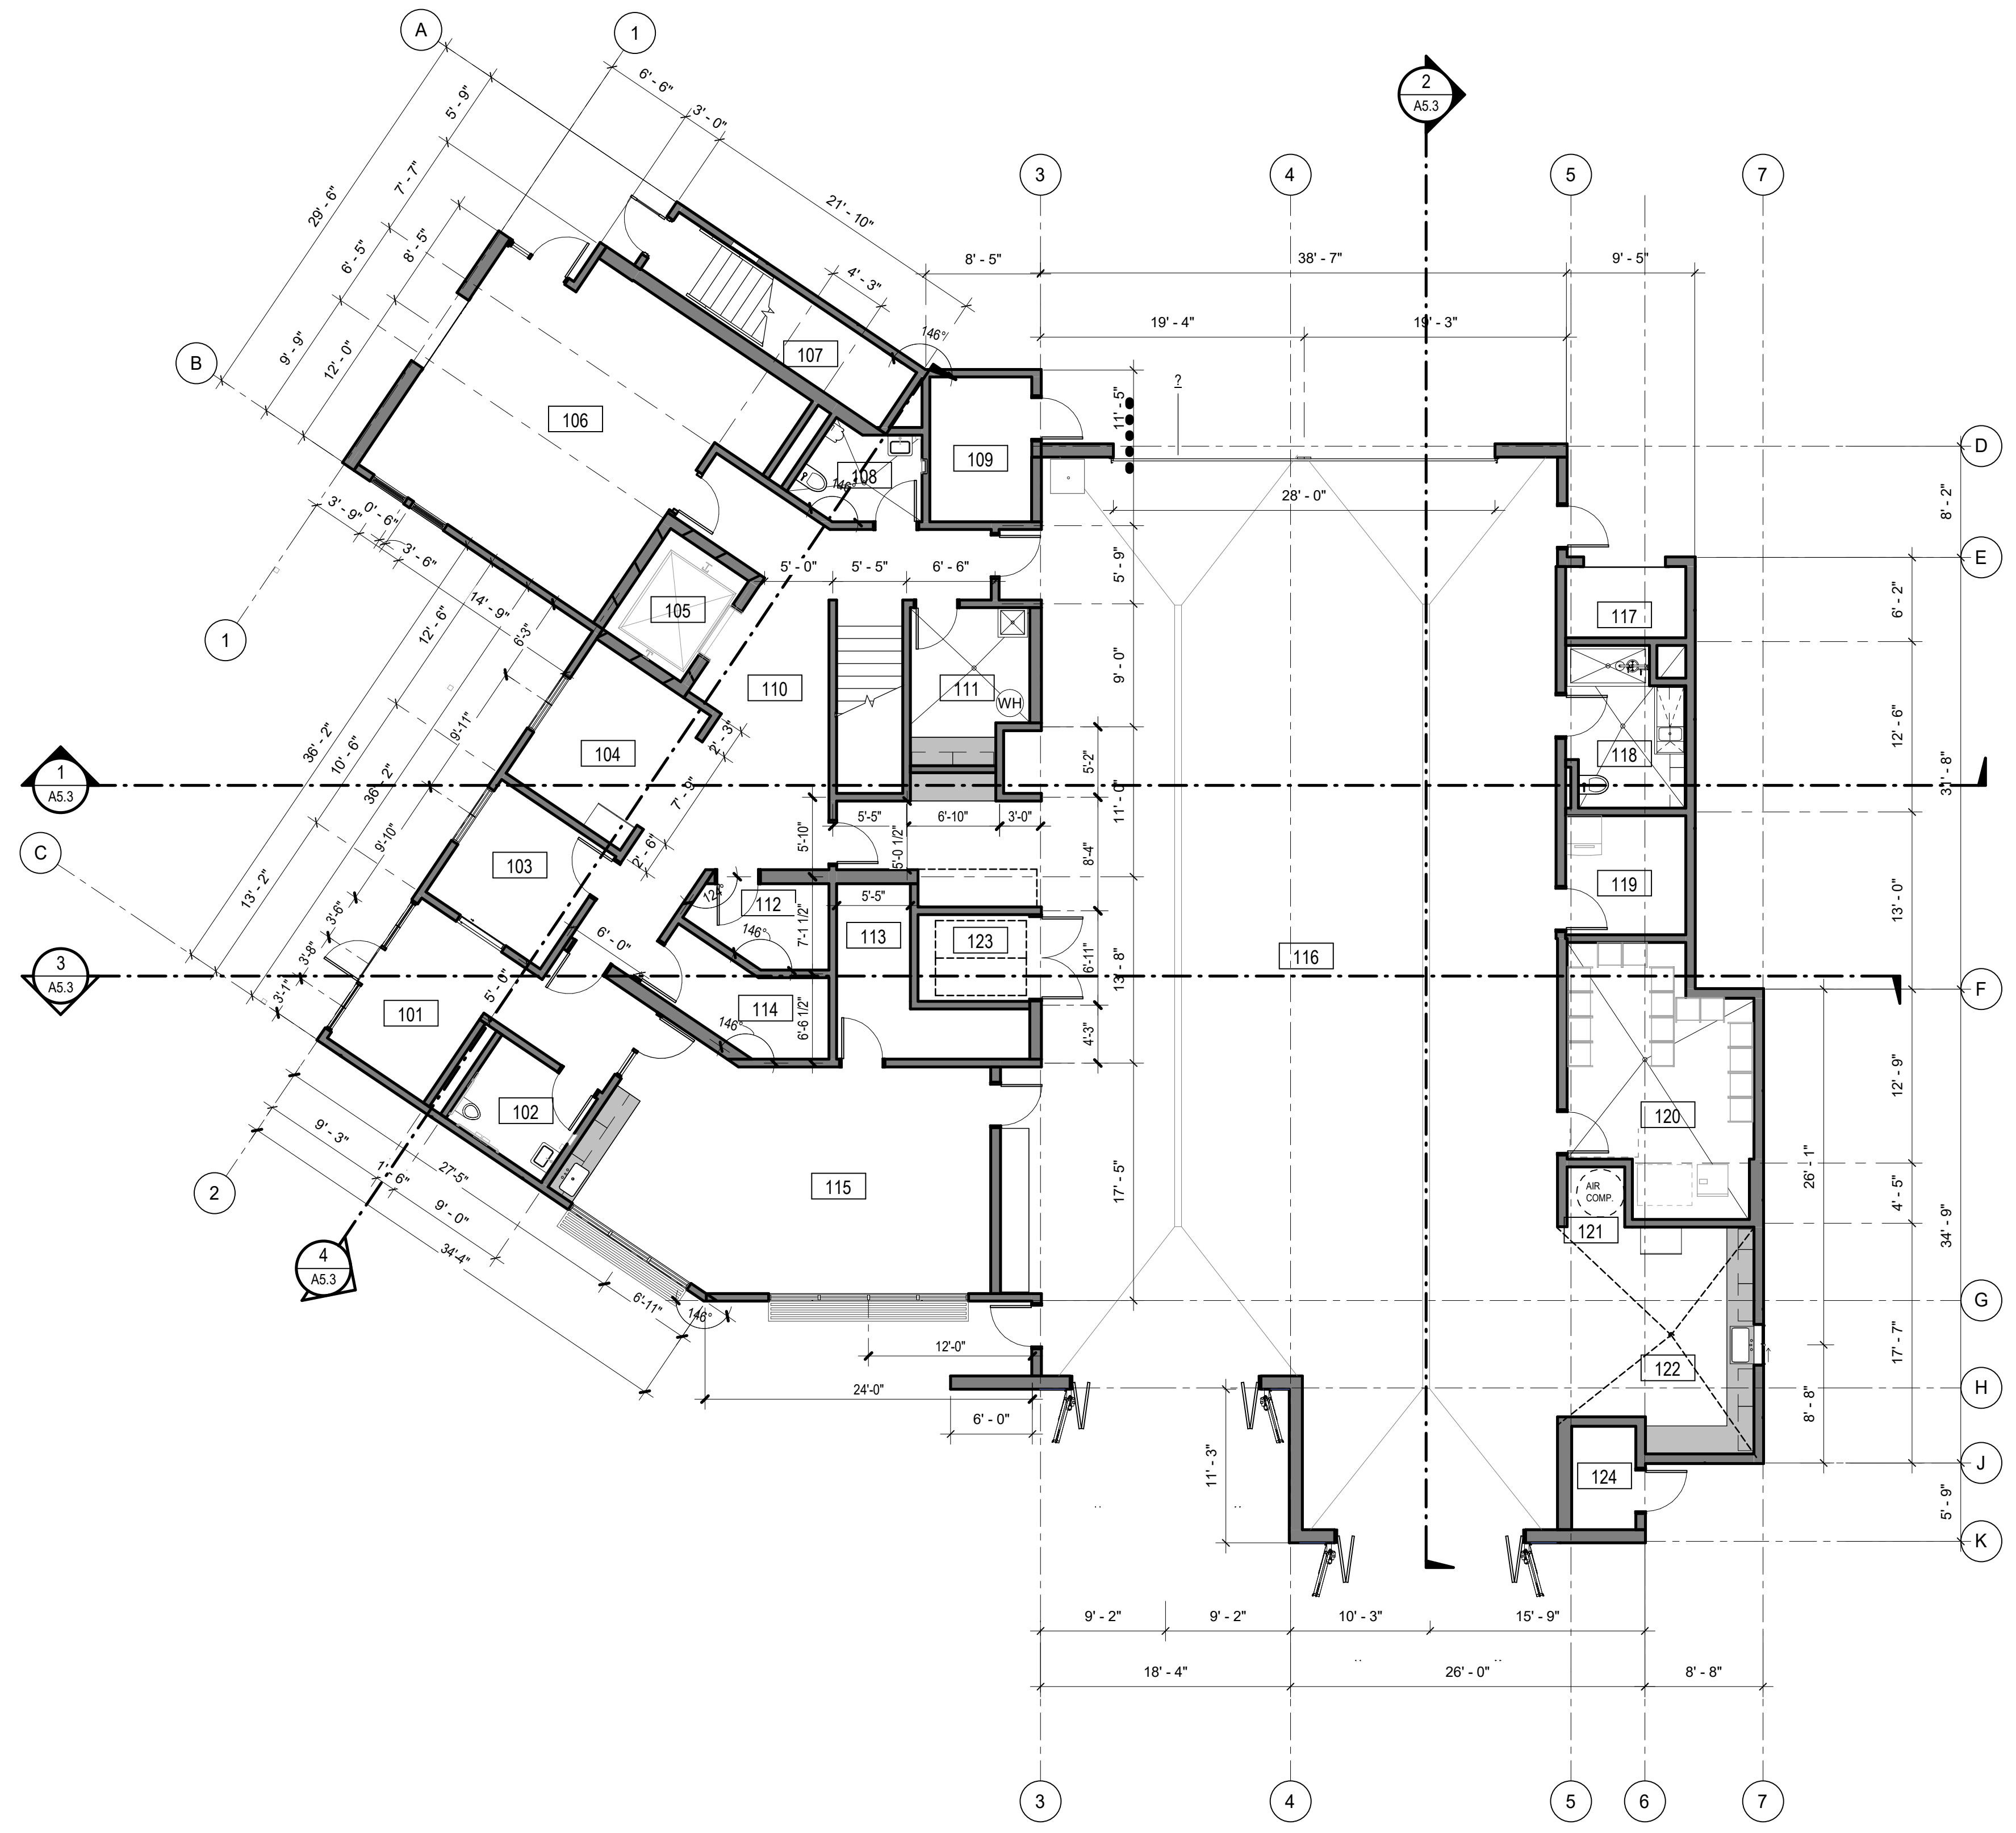 A
1
2
A5.3
6' - 6"
3' - 0"
5' - 9"
7' - 7"
29' - 6"
21' - 10"
3
4
5
7
6' - 5"
8' - 5"
4' - 3"
8' - 5"
38' - 7"
9' - 5"
19' - 4"
19' - 3"
146°
9' - 9"
12' - 0"
107
B
?
11' - 5"
106
D
109
108
146°
28' - 0"
8' - 2"
3' - 9"
0' - 6"
3' - 6"
E
5' - 0"
5' - 5"
6' - 6"
5' - 9"
14' - 9"
12' - 6"
6'-3"
105
117
6' - 2"
1
110
111
WH
9' - 0"
9'-11"
36' - 2"
10' - 6"
36' - 2"
104
2' - 3"
7' - 9"
118
12' - 6"
1
A5.3
5'-2"
11' - 0"
31' - 8"
5'-5"
6'-10"
3'-0"
5'-10"
5'-0 1/2"
C
9'-10"
103
2' - 6"
8'-4"
13' - 2"
124°
112
5'-5"
119
13' - 0"
3'-6"
6' - 0"
146°
7'-1 1/2"
113
123
116
3'-8"
6'-11"
13' - 8"
3
A5.3
3'-1"
5' - 0"
F
101
114
146°
6'-6 1/2"
4'-3"
12' - 9"
102
120
9' - 3"
1' - 6"
27'-5"
115
17' - 5"
26' - 1"
2
AIR
COMP.
121
4' - 5"
9' - 0"
34' - 9"
4
A5.3
34'-4"
6'-11"
146°
G
12'-0"
122
17' - 7"
24'-0"
H
6' - 0"
8' - 8"
11' - 3"
J
124
5' - 9"
K
9' - 2"
9' - 2"
10' - 3"
15' - 9"
18' - 4"
26' - 0"
8' - 8"
3
4
5
6
7